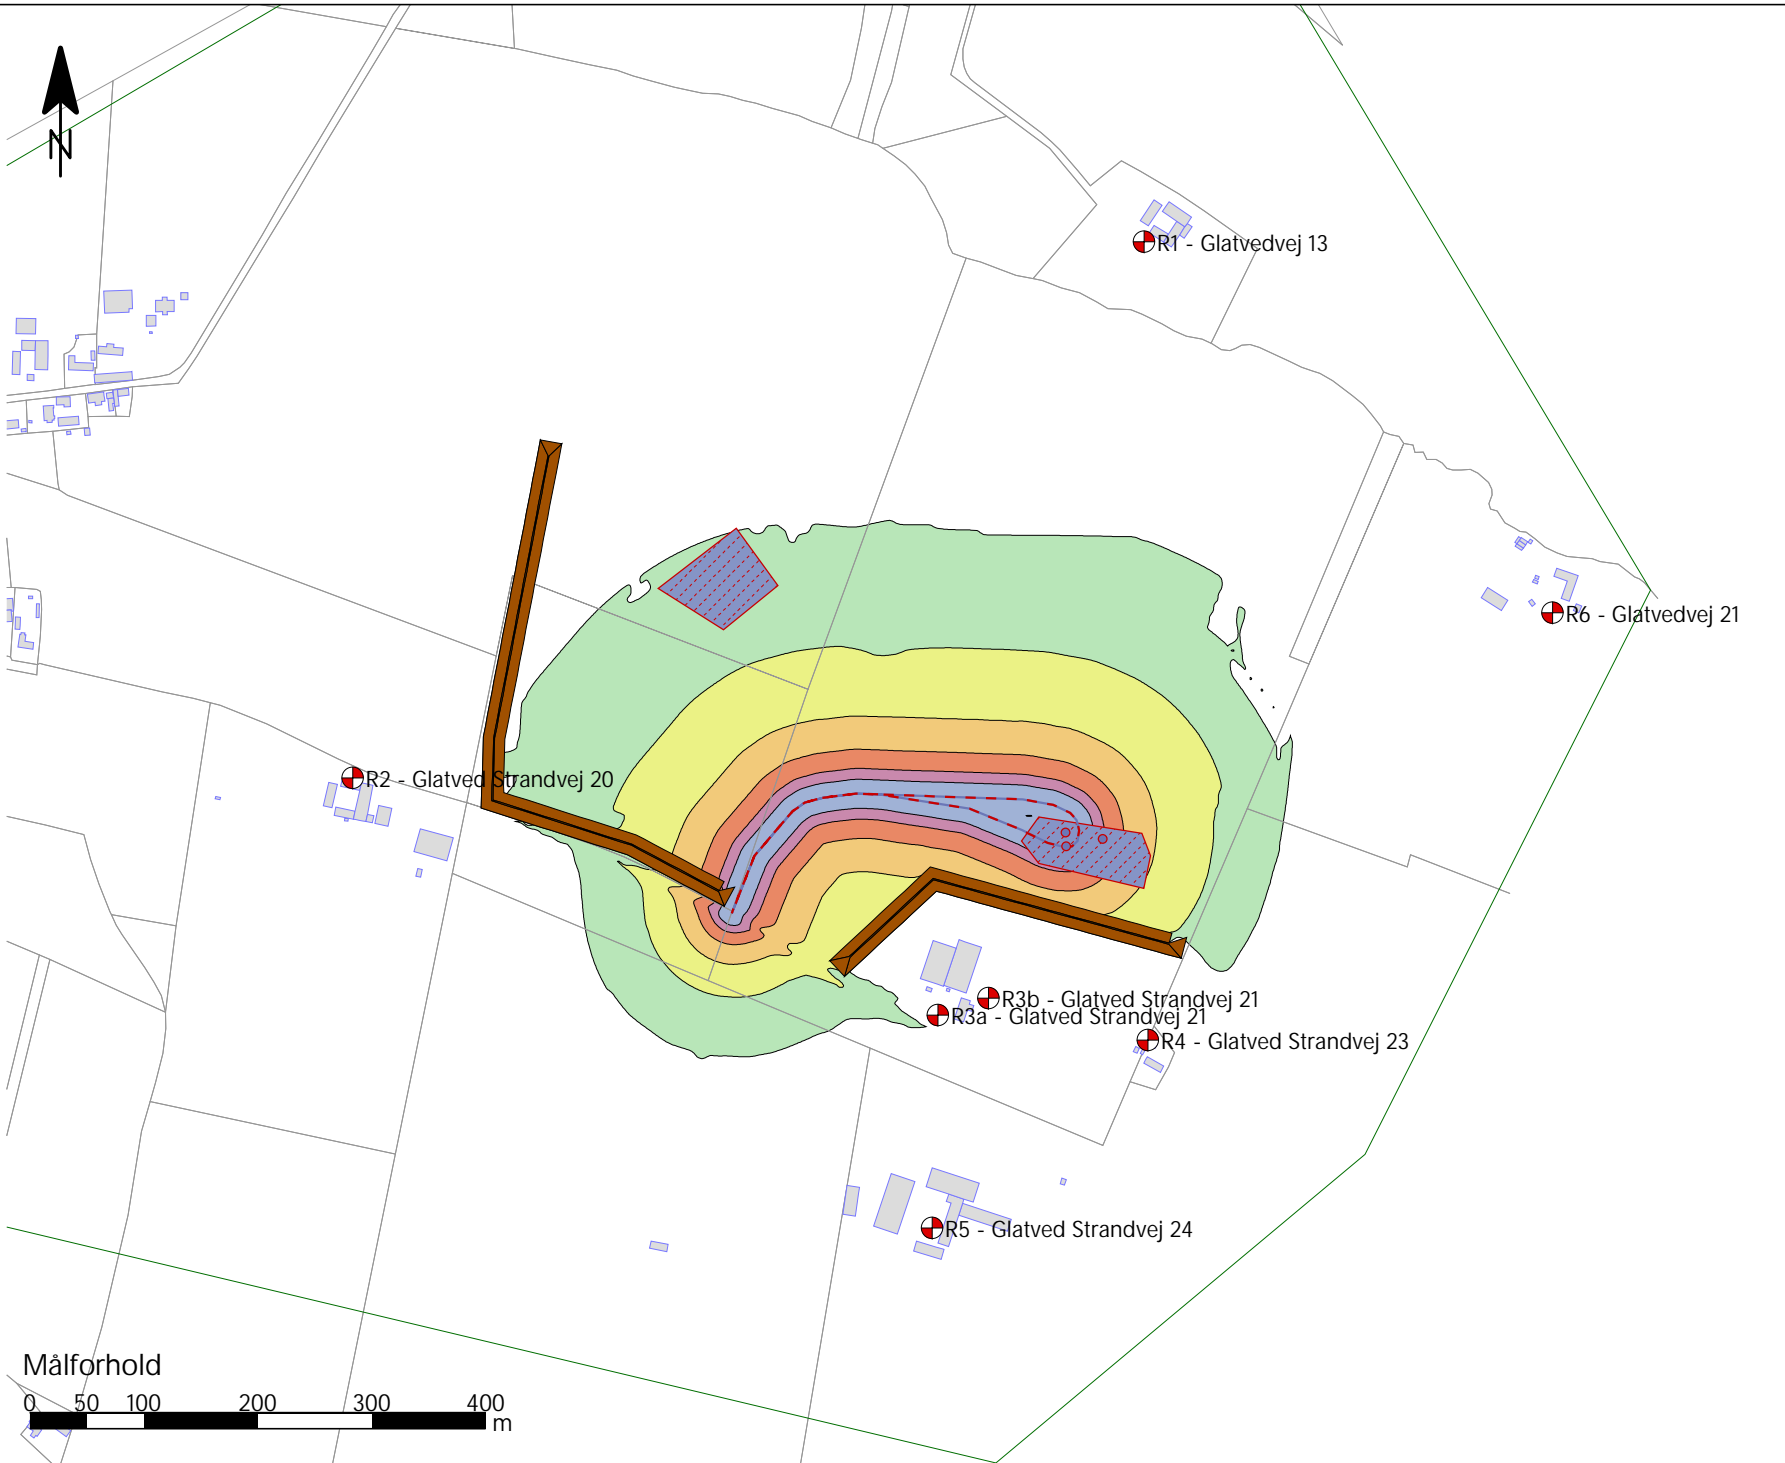 N
R1 - Glatvedvej 13
R6 - Glatvedvej 21
R2 - Glatved Strandvej 20
R3b - Glatved Strandvej 21
R3a - Glatved Strandvej 21
R4 - Glatved Strandvej 23
R5 - Glatved Strandvej 24
Målforhold
0 50 100 200 300 400
m